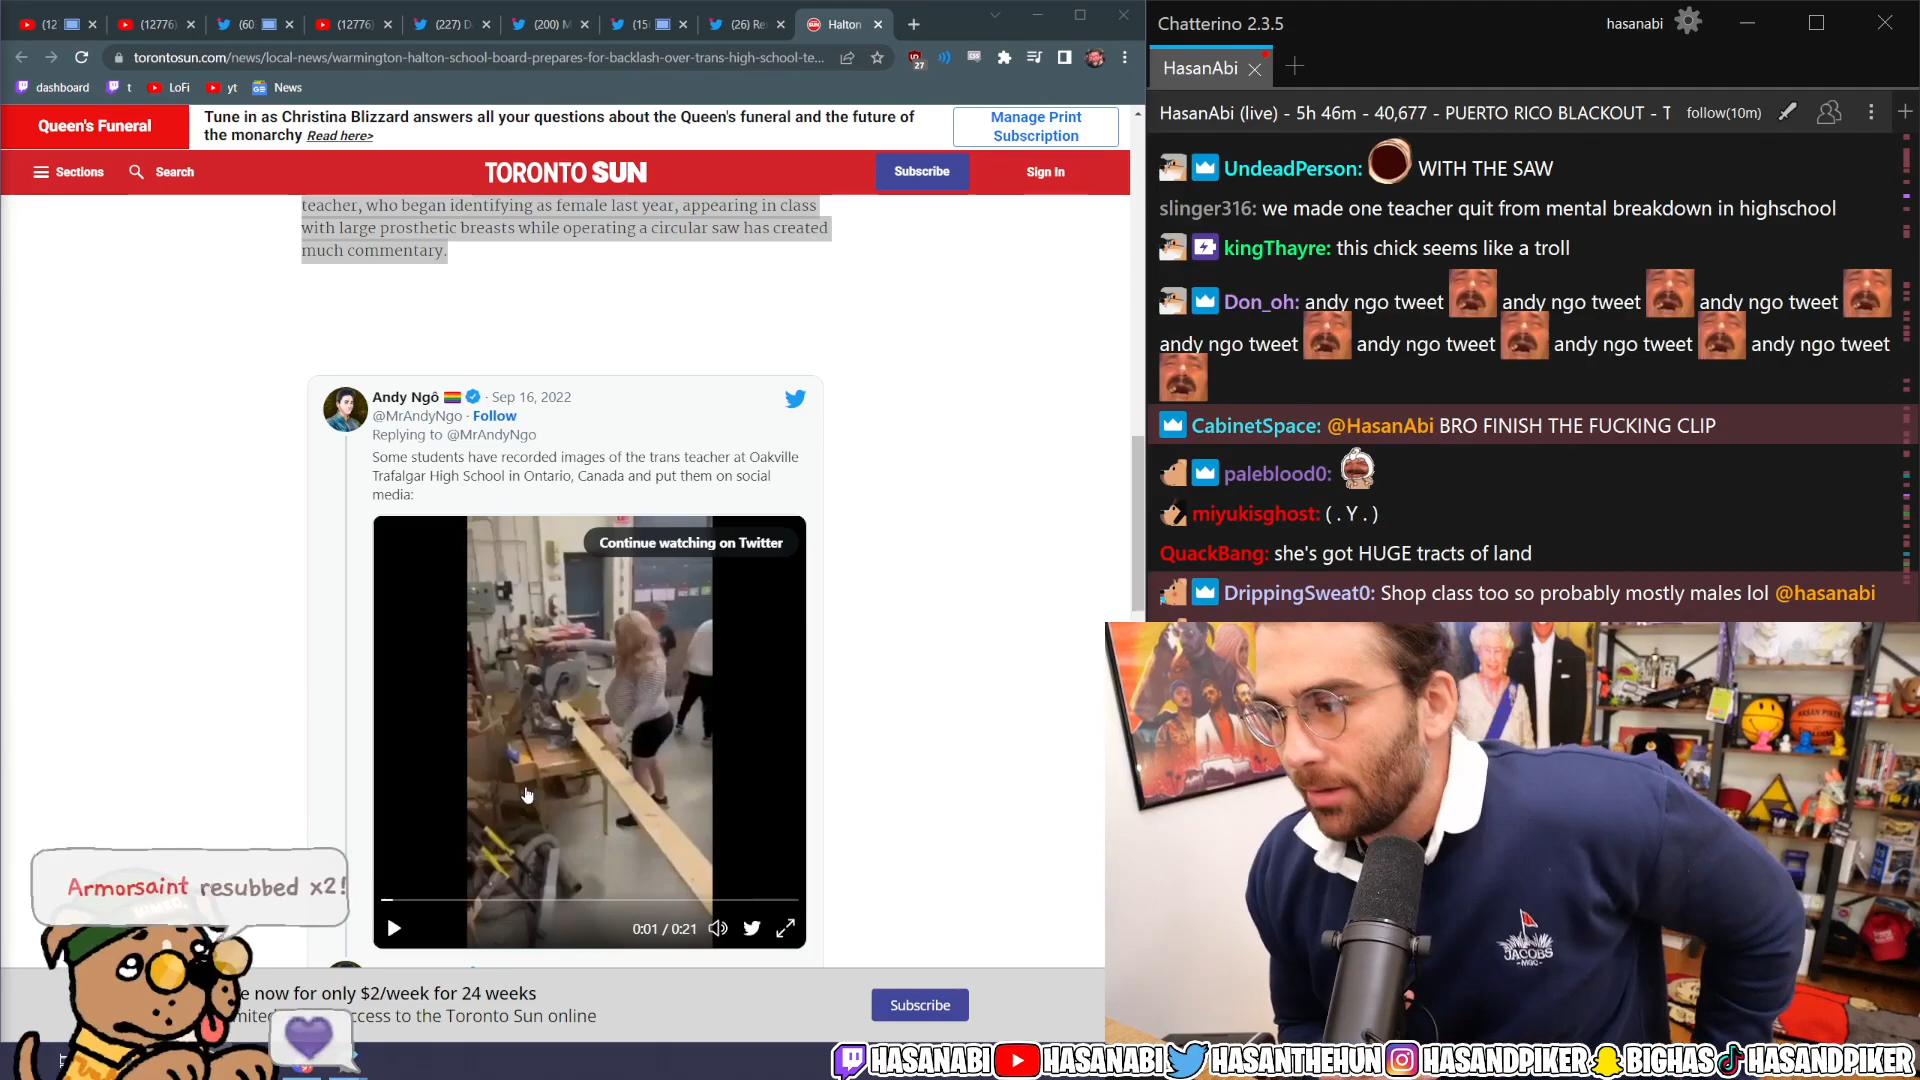 (12
(12776)
(60
(12776)
(227) D
(200) M
(15
(26) Re
Halton
torontosun.com/news/local-news/warmington-halton-school-board-prepares-for-backlash-over-trans-high-school-te...
27
dashboard
t
LoFi
yt
News
Queen's Funeral
Tune in as Christina Blizzard answers all your questions about the Queen's funeral and the future of
the monarchy Read here>
Manage Print
Subscription
Sections
Search
TORONTO SUN
Subscribe
Sign In
teacher, who began identifying as female last year, appearing in class
with large prosthetic breasts while operating a circular saw has created
much commentary.
Andy Ngô
· Sep 16, 2022
@MrAndyNgo · Follow
Replying to @MrAndyNgo
Some students have recorded images of the trans teacher at Oakville
Trafalgar High School in Ontario, Canada and put them on social
media:
Continue watching on Twitter
0:01 / 0:21
Armorsaint resubbed x2!
e now for only $2/week for 24 weeks
ccess to the Toronto Sun online
Subscribe
Chatterino 2.3.5
hasanabi
HasanAbi
HasanAbi (live) - 5h 46m - 40,677 - PUERTO RICO BLACKOUT - T
follow(10m)
UndeadPerson: WITH THE SAW
slinger316: we made one teacher quit from mental breakdown in highschool
kingThayre: this chick seems like a troll
Don_oh: andy ngo tweet andy ngo tweet andy ngo tweet
andy ngo tweet andy ngo tweet andy ngo tweet andy ngo tweet
CabinetSpace: @HasanAbi BRO FINISH THE FUCKING CLIP
paleblood0:
miyukisghost: ( . Y . )
QuackBang: she's got HUGE tracts of land
DrippingSweat0: Shop class too so probably mostly males lol @hasanabi
JACOBS
MGC
HASANABI
HASANABI
HASANTHEHUN
HASANDPIKER
BIGHAS
HASANDPIKER